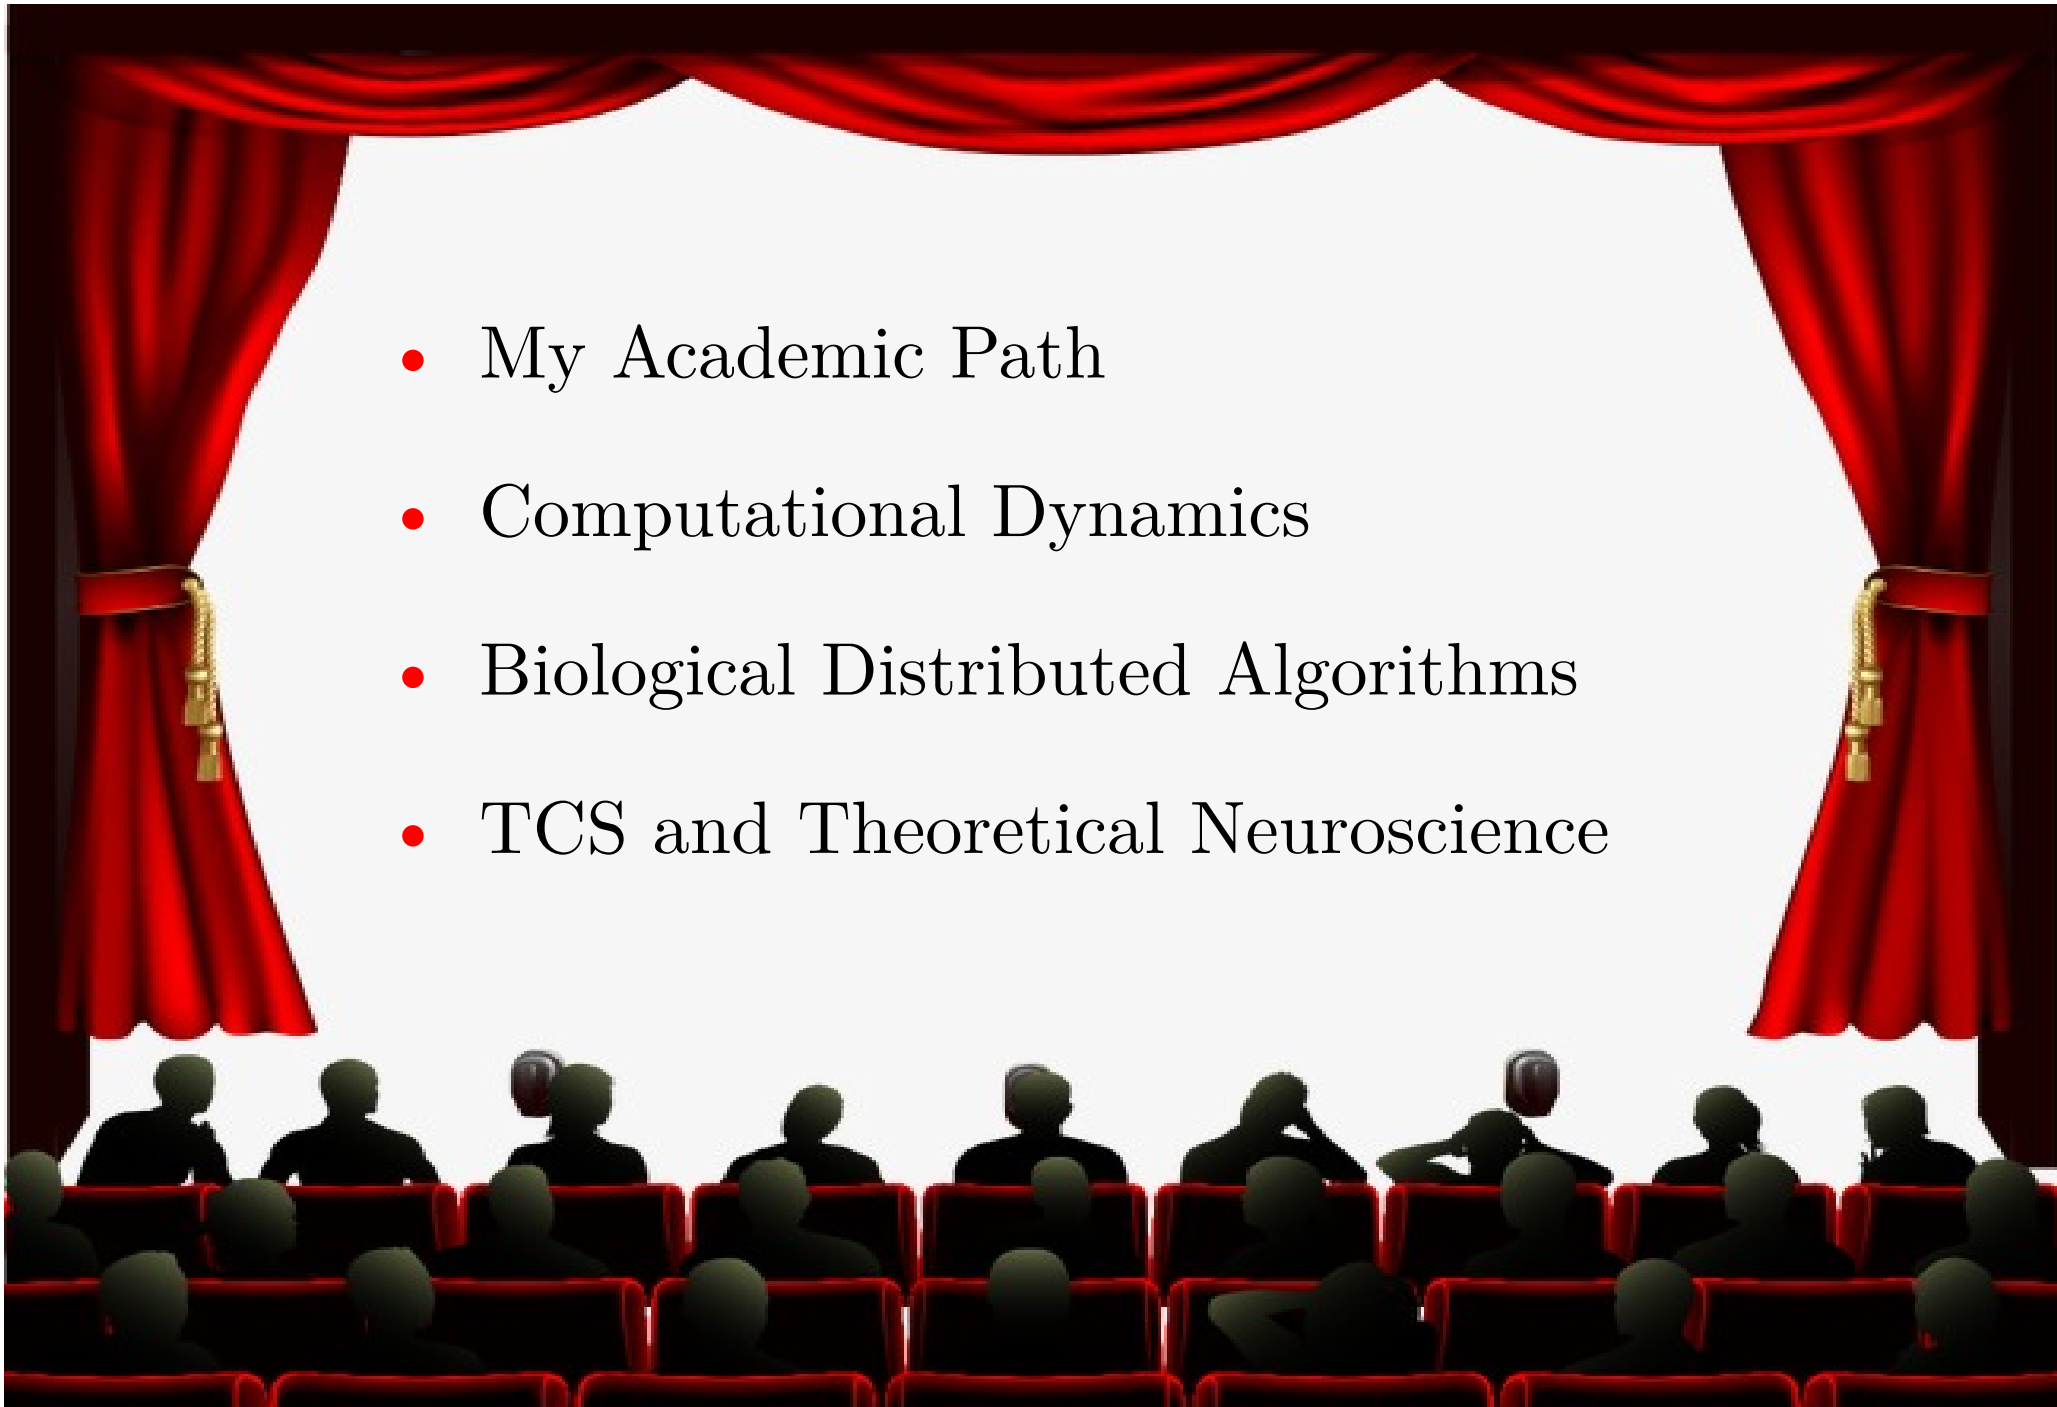 • My Academic Path
• Computational Dynamics
• Biological Distributed Algorithms
• TCS and Theoretical Neuroscience